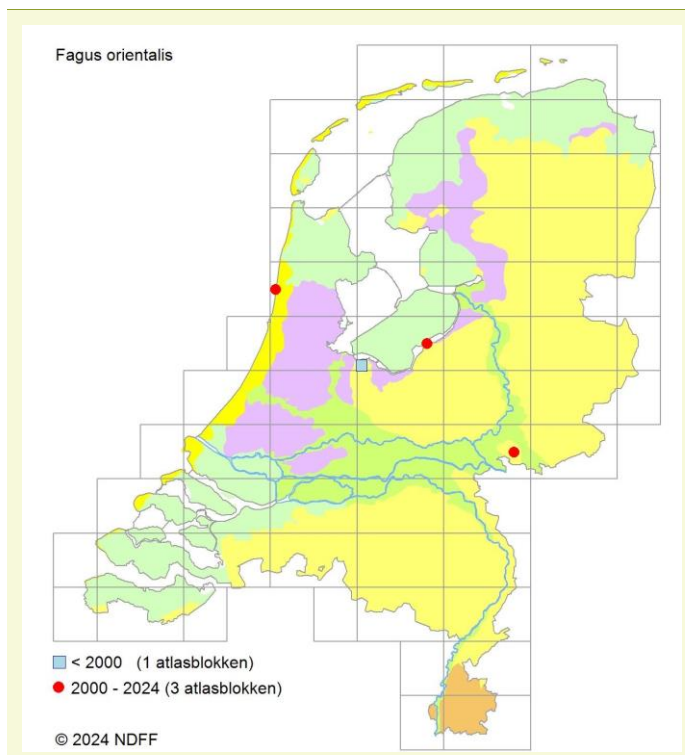 Fagus orientalis
< 2000 (1 atlasblokken)
2000 - 2024 (3 atlasblokken)
© 2024 NDFF